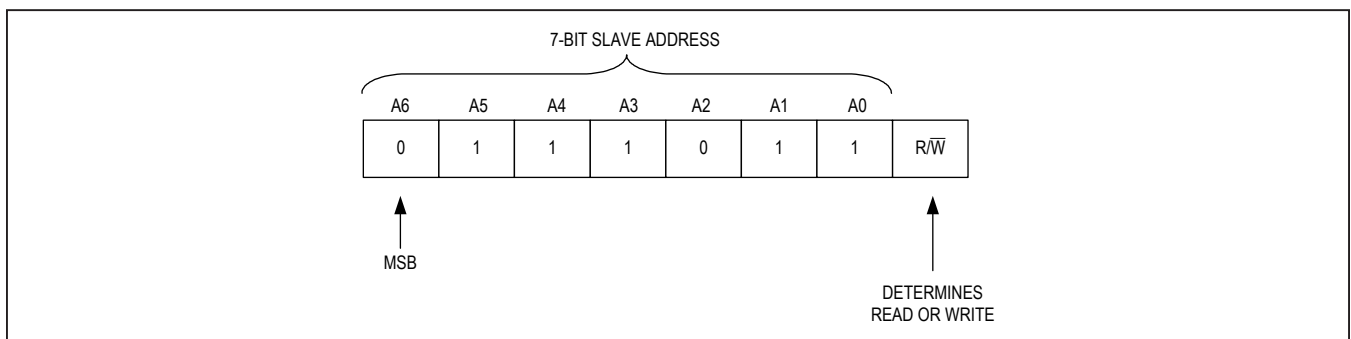 7-BIT SLAVE ADDRESS
A6 A5 A4 A3 A2 A1 A0
0 1 1 1 0 1 1 R/W̅
MSB
DETERMINES
READ OR WRITE